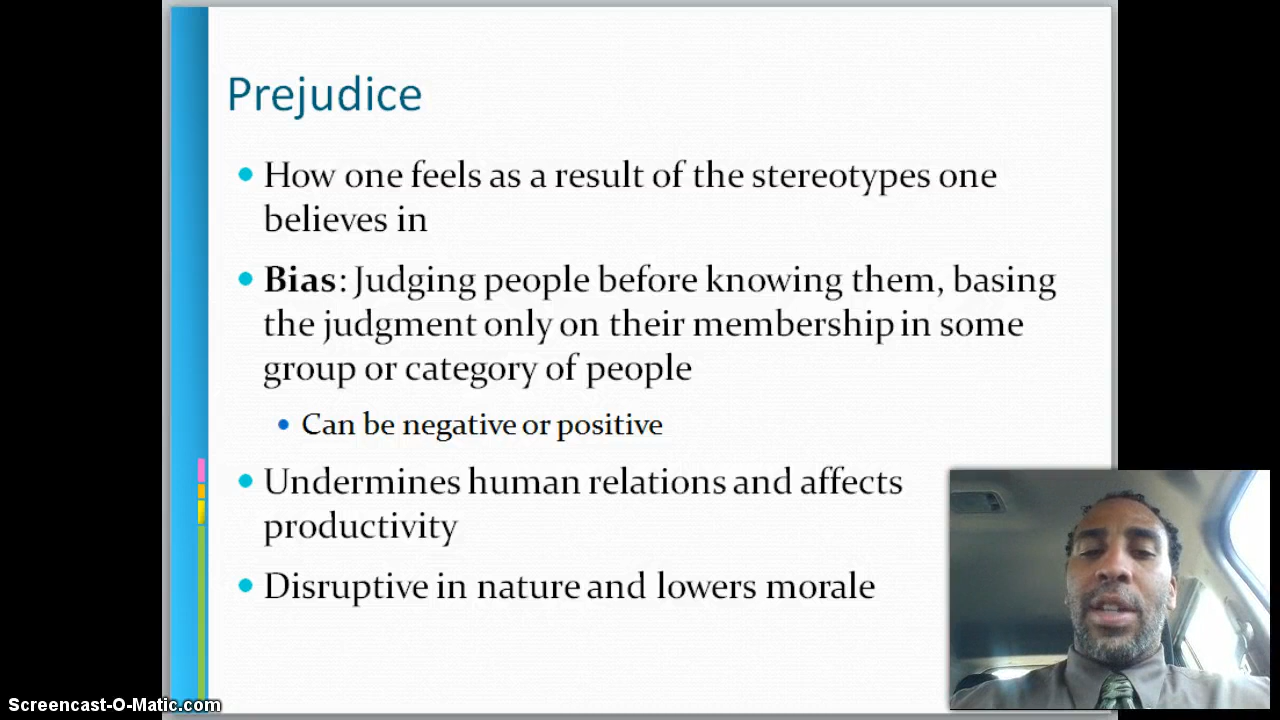 Prejudice
How one feels as a result of the stereotypes one
believes in
Bias: Judging people before knowing them, basing
the judgment only on their membership in some
group or category of people
Can be negative or positive
Undermines human relations and affects
productivity
Disruptive in nature and lowers morale
Screencast-O-Matic.com